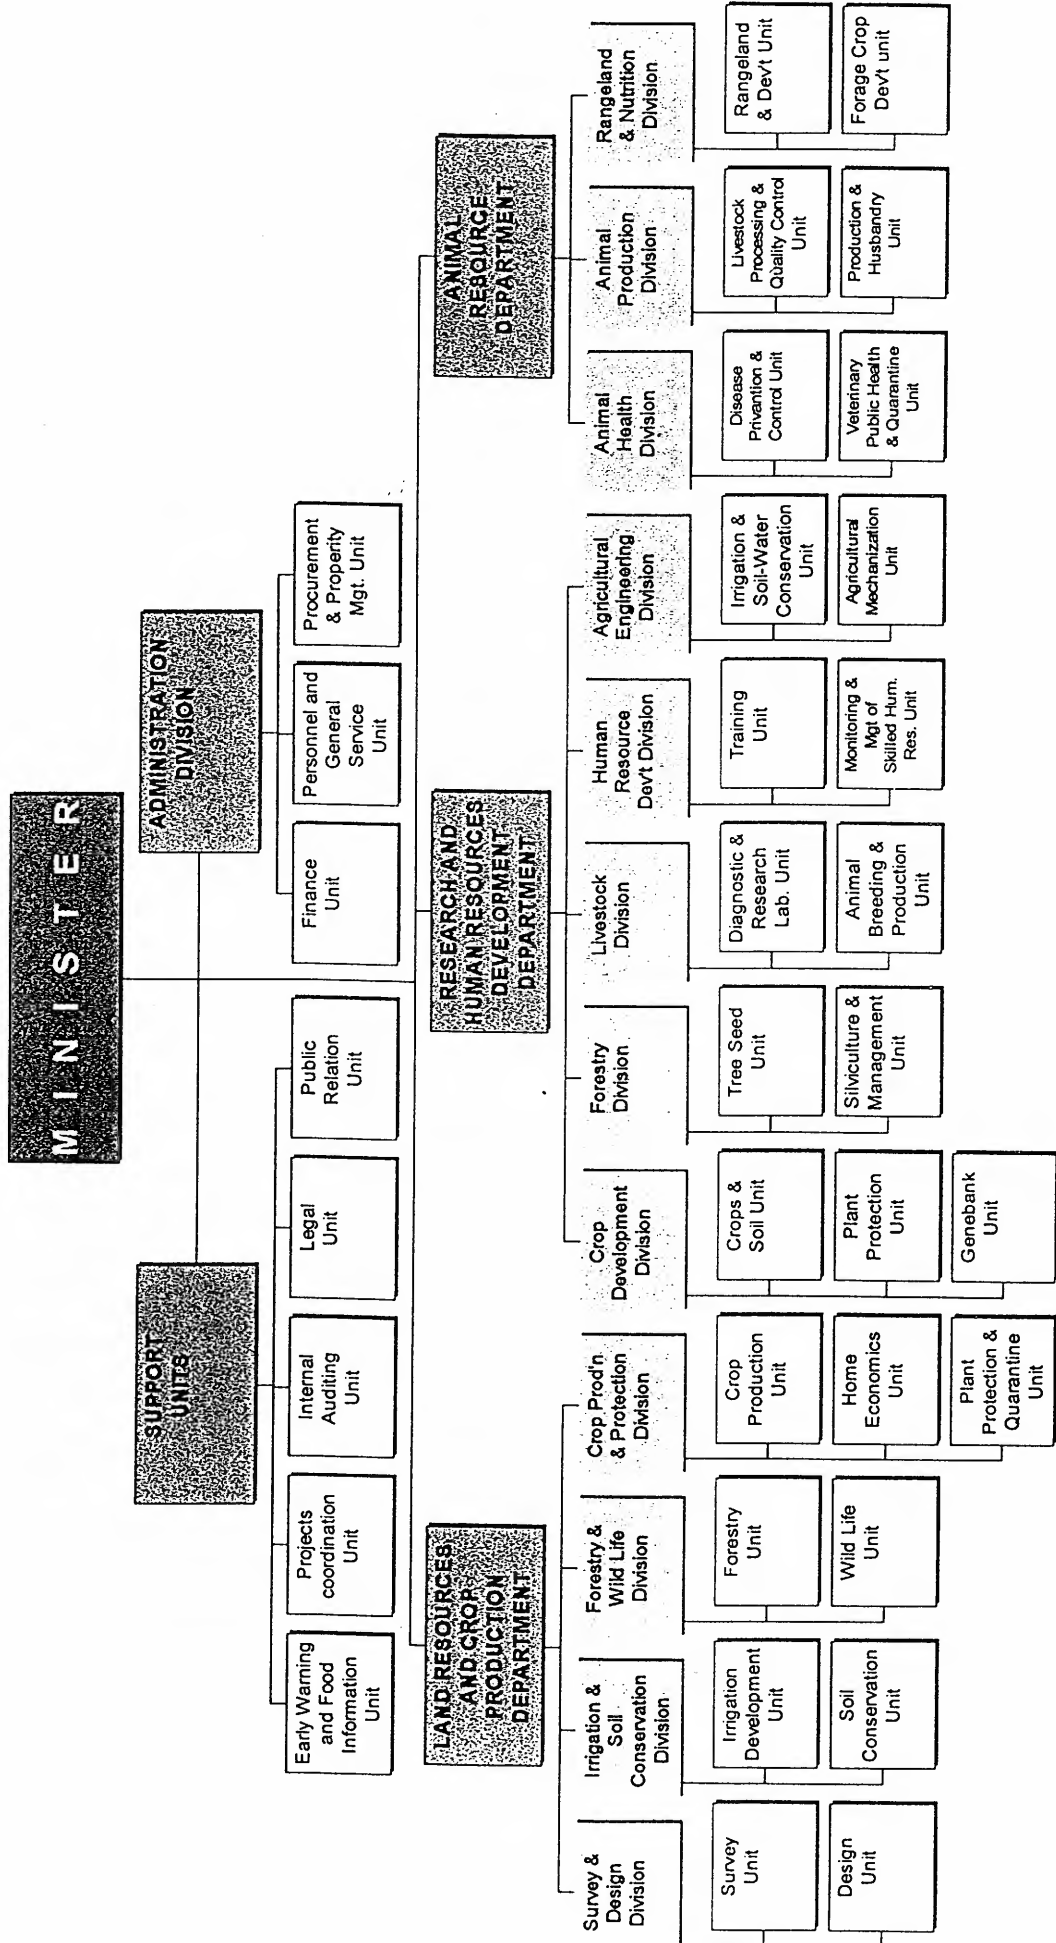 M I N I S T E R
SUPPORT
UNITS
ADMINISTRATION
DIVISION
Early Warning
and Food
Information
Unit
Projects
coordination
Unit
Internal
Auditing
Unit
Legal
Unit
Public
Relation
Unit
Finance
Unit
Personnel and
General
Service
Unit
Procurement
& Property
Mgt. Unit
LAND RESOURCES
AND CROP
PRODUCTION
DEPARTMENT
RESEARCH AND
HUMAN RESOURCES
DEVELOPMENT
DEPARTMENT
ANIMAL
RESOURCE
DEPARTMENT
Survey &
Design
Division
Irrigation &
Soil
Conservation
Division
Forestry &
Wild Life
Division
Crop Prod'n
& Protection
Division
Crop
Development
Division
Forestry
Division
Livestock
Division
Human
Resource
Dev't Division
Agricultural
Engineering
Division
Animal
Health
Division
Animal
Production
Division
Rangeland
& Nutrition
Division
Survey
Unit
Irrigation
Development
Unit
Forestry
Unit
Crop
Production
Unit
Crops &
Soil Unit
Tree Seed
Unit
Diagnostic &
Research
Lab. Unit
Training
Unit
Irrigation &
Soil-Water
Conservation
Unit
Disease
Privantion &
Control Unit
Livestock
Processing &
Quality Control
Unit
Rangeland
& Dev't Unit
Design
Unit
Soil
Conservation
Unit
Wild Life
Unit
Home
Economics
Unit
Plant
Protection
Unit
Silviculture &
Management
Unit
Animal
Breeding &
Production
Unit
Monitoring &
Mgt of
Skilled Hum.
Res. Unit
Agricultural
Mechanization
Unit
Veterinary
Public Health
& Quarantine
Unit
Production &
Husbandry
Unit
Forage Crop
Dev't unit
Plant
Protection &
Quarantine
Unit
Genebank
Unit